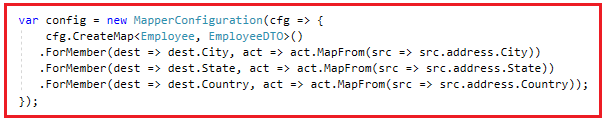 var config = new MapperConfiguration(cfg => {
cfg.CreateMap<Employee, EmployeeDTO>()
.ForMember(dest => dest.City, act => act.MapFrom(src => src.address.City))
.ForMember(dest => dest.State, act => act.MapFrom(src => src.address.State))
.ForMember(dest => dest.Country, act => act.MapFrom(src => src.address.Country));
});